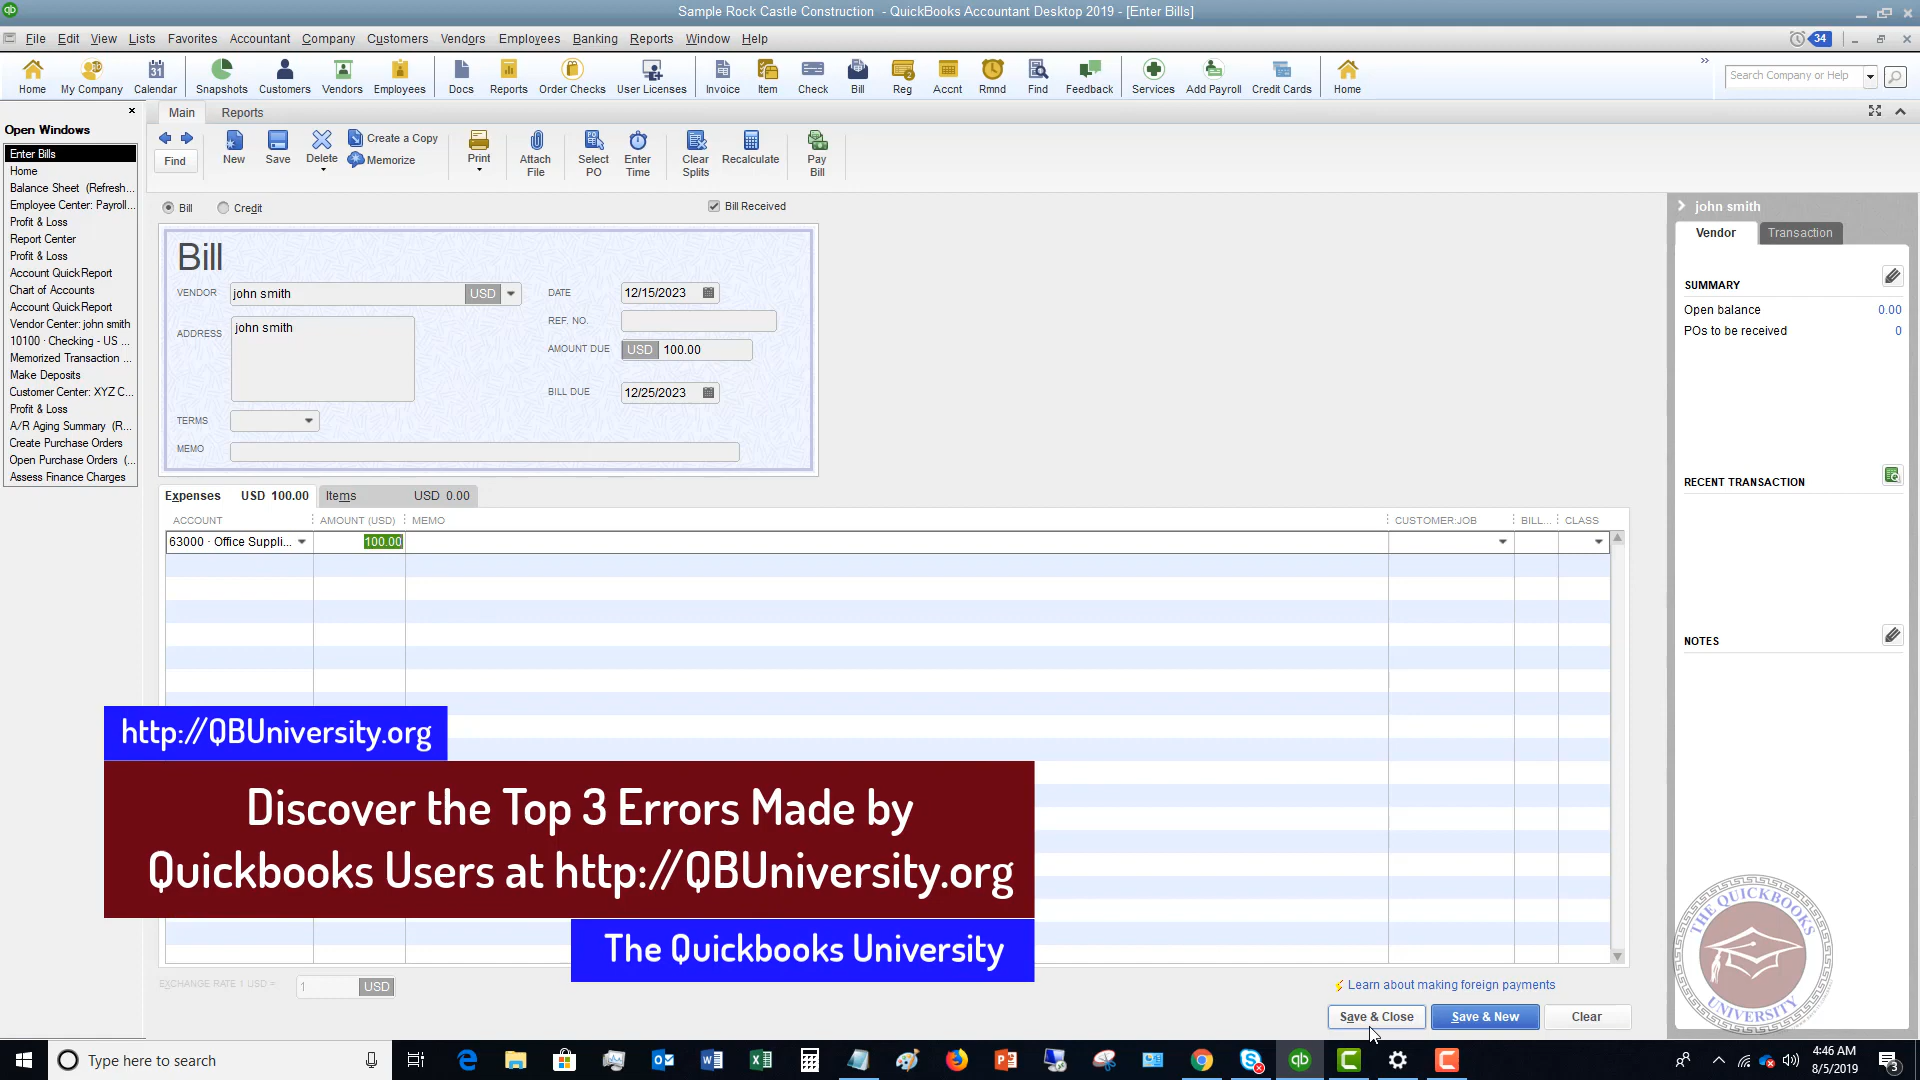 Sample Rock Castle Construction - QuickBooks Accountant Desktop 2019 - [Enter Bills]
File Edit View Lists Favorites Accountant Company Customers Vendors Employees Banking Reports Window Help
34
Home My Company Calendar Snapshots Customers Vendors Employees Docs Reports Order Checks User Licenses Invoice Item Check Bill Reg Accnt Rmnd Find Feedback Services Add Payroll Credit Cards Home
Search Company or Help
Main Reports
Open Windows
Enter Bills
Home
Balance Sheet (Refresh...
Employee Center: Payroll...
Profit & Loss
Report Center
Profit & Loss
Account QuickReport
Chart of Accounts
Account QuickReport
Vendor Center: john smith
10100 · Checking - US ...
Memorized Transaction ...
Make Deposits
Customer Center: XYZ C...
Profit & Loss
A/R Aging Summary (R...
Create Purchase Orders
Open Purchase Orders (...
Assess Finance Charges
Find
New
Save
Delete
Create a Copy
Memorize
Print
Attach File
Select PO
Enter Time
Clear Splits
Recalculate
Pay Bill
Bill
Credit
Bill Received
Bill
VENDOR john smith USD
ADDRESS john smith
TERMS
MEMO
DATE 12/15/2023
REF. NO.
AMOUNT DUE USD 100.00
BILL DUE 12/25/2023
Expenses USD 100.00 Items USD 0.00
ACCOUNT AMOUNT (USD) MEMO CUSTOMER:JOB BILL... CLASS
63000 · Office Suppli... 100.00
http://QBUniversity.org
Discover the Top 3 Errors Made by
Quickbooks Users at http://QBUniversity.org
The Quickbooks University
EXCHANGE RATE 1 USD = 1 USD
Learn about making foreign payments
Save & Close Save & New Clear
john smith
Vendor Transaction
SUMMARY
Open balance 0.00
POs to be received 0
RECENT TRANSACTION
NOTES
THE QUICKBOOKS
UNIVERSITY
Type here to search
4:46 AM
8/5/2019
3